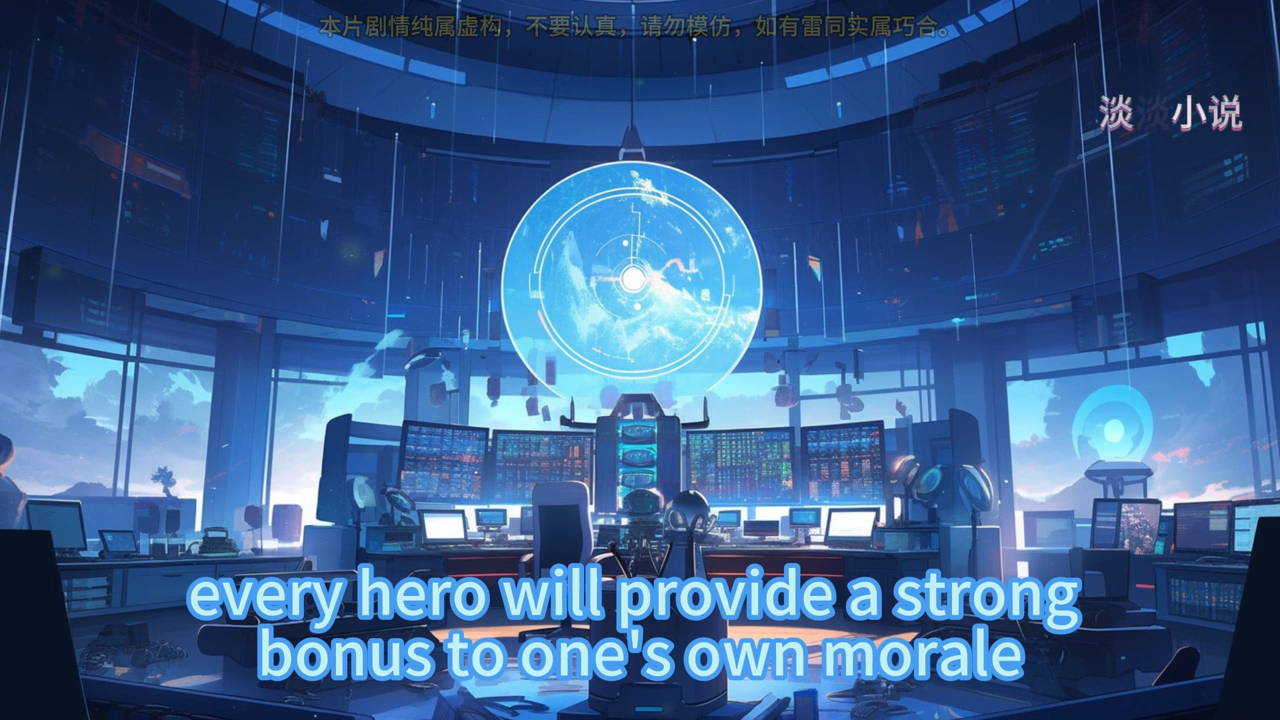 本片剧情纯属虚构，不要认真，请勿模仿，如有雷同实属巧合。
淡淡小说
every hero will provide a strong
bonus to one's own morale